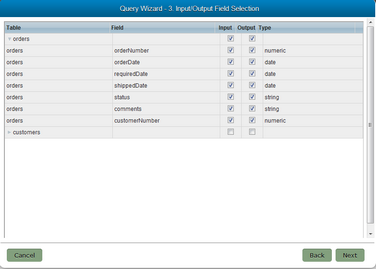 Query Wizard - 3. Input/Output Field Selection
Table Field Input Output Type
orders
orders orderNumber numeric
orders orderDate date
orders requiredDate date
orders shippedDate date
orders status string
orders comments string
orders customerNumber numeric
customers
Cancel Back Next